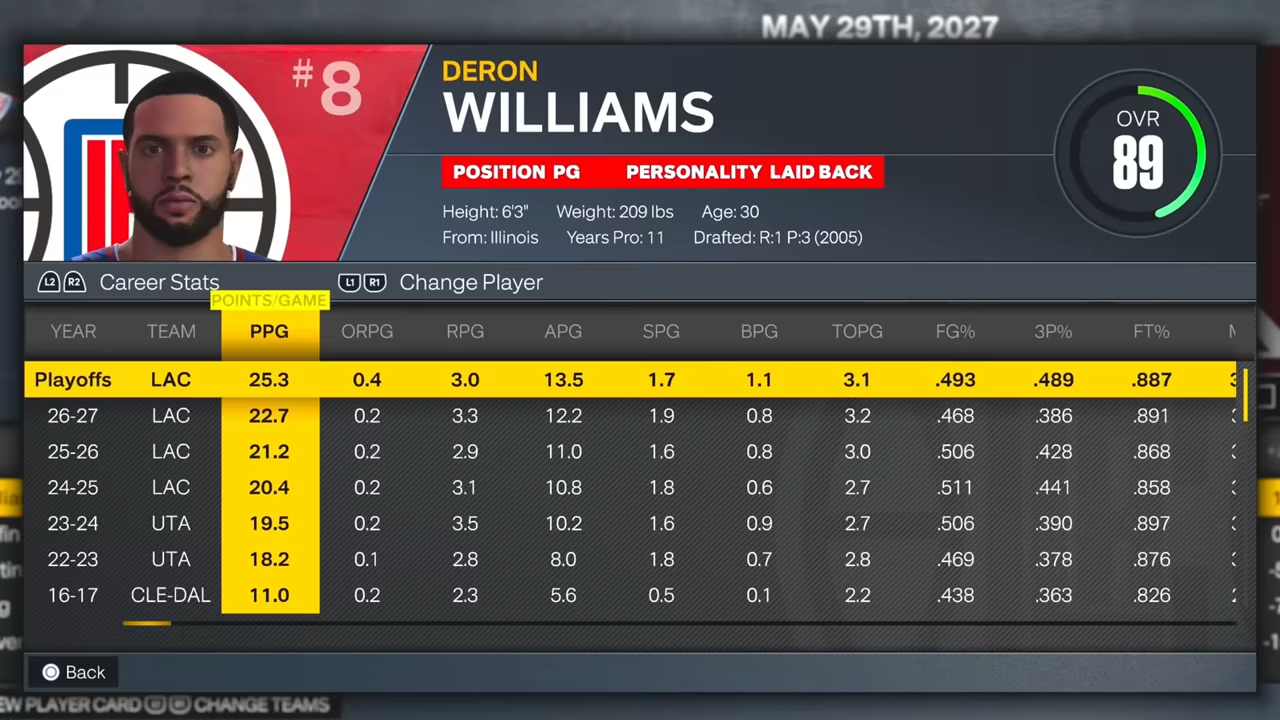 MAY 29TH, 2027
#8
DERON
WILLIAMS
POSITION PG PERSONALITY LAID BACK
Height: 6'3" Weight: 209 lbs Age: 30
From: Illinois Years Pro: 11 Drafted: R:1 P:3 (2005)
OVR
89
L2 R2 Career Stats L1 R1 Change Player
POINTS/GAME
YEAR TEAM PPG ORPG RPG APG SPG BPG TOPG FG% 3P% FT%
Playoffs LAC 25.3 0.4 3.0 13.5 1.7 1.1 3.1 .493 .489 .887
26-27 LAC 22.7 0.2 3.3 12.2 1.9 0.8 3.2 .468 .386 .891
25-26 LAC 21.2 0.2 2.9 11.0 1.6 0.8 3.0 .506 .428 .868
24-25 LAC 20.4 0.2 3.1 10.8 1.8 0.6 2.7 .511 .441 .858
23-24 UTA 19.5 0.2 3.5 10.2 1.6 0.9 2.7 .506 .390 .897
22-23 UTA 18.2 0.1 2.8 8.0 1.8 0.7 2.8 .469 .378 .876
16-17 CLE-DAL 11.0 0.2 2.3 5.6 0.5 0.1 2.2 .438 .363 .826
Back
PLAYER CARD CHANGE TEAMS